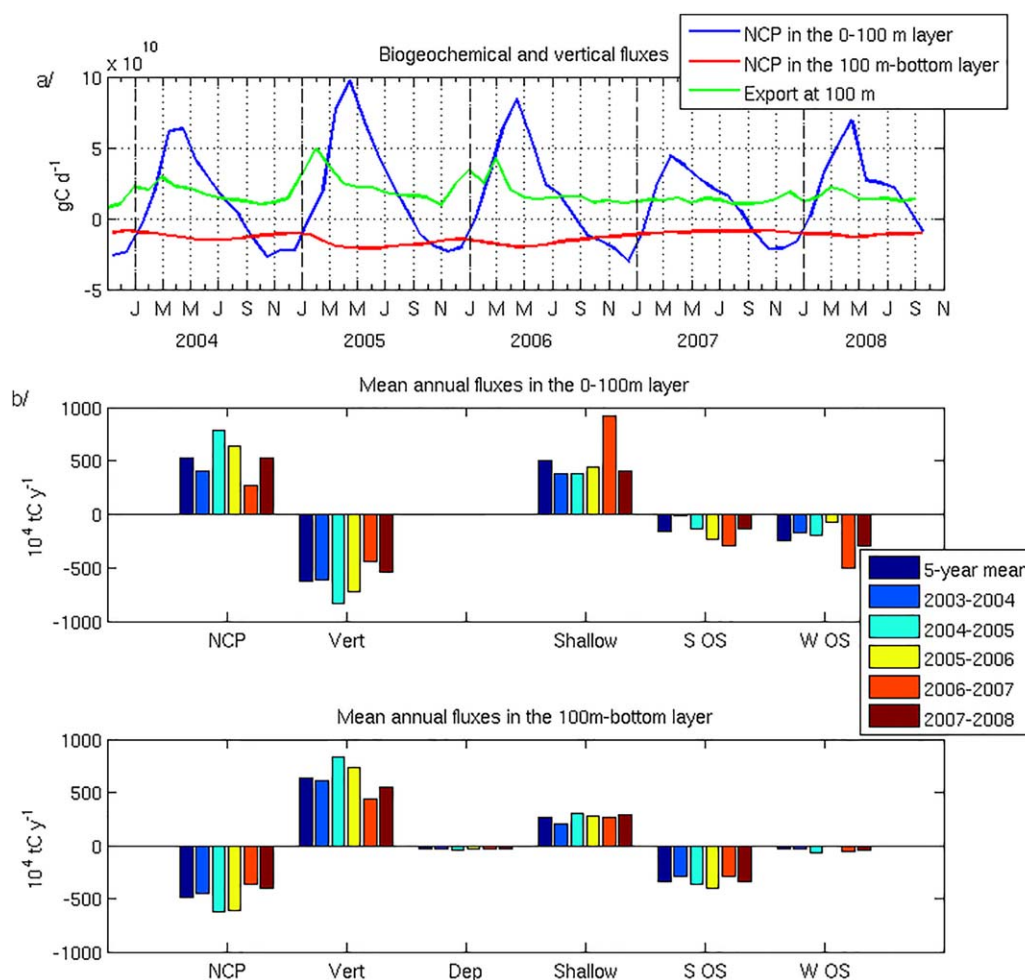 NCP in the 0-100 m layer
NCP in the 100 m-bottom layer
Export at 100 m
x 10^10
Biogeochemical and vertical fluxes
a/
10
5
0
-5
gC d^-1
J M M J S N J M M J S N J M M J S N J M M J S N J M M J S N
2004 2005 2006 2007 2008
Mean annual fluxes in the 0-100m layer
b/
1000
500
0
-500
-1000
10^4 tC y^-1
NCP Vert Shallow S OS W OS
5-year mean
2003-2004
2004-2005
2005-2006
2006-2007
2007-2008
Mean annual fluxes in the 100m-bottom layer
1000
500
0
-500
-1000
10^4 tC y^-1
NCP Vert Dep Shallow S OS W OS